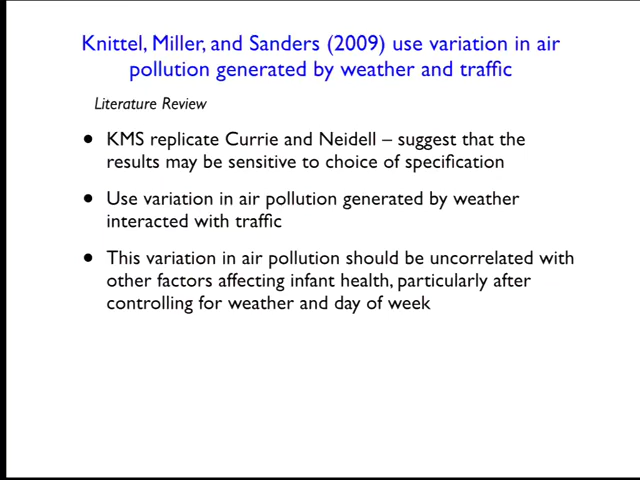 Knittel, Miller, and Sanders (2009) use variation in air
pollution generated by weather and traffic
Literature Review
• KMS replicate Currie and Neidell – suggest that the
results may be sensitive to choice of specification
• Use variation in air pollution generated by weather
interacted with traffic
• This variation in air pollution should be uncorrelated with
other factors affecting infant health, particularly after
controlling for weather and day of week